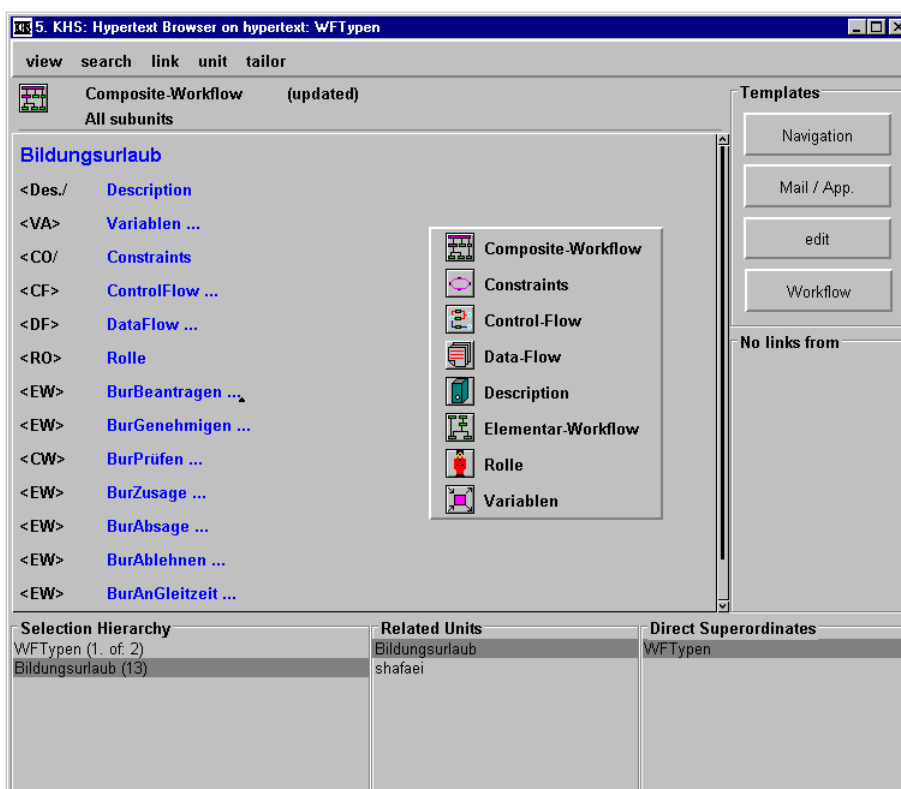 KHS 5. KHS: Hypertext Browser on hypertext: WFTypen
view search link unit tailor
Composite-Workflow (updated)
All subunits
Templates
Navigation
Mail / App.
edit
Workflow
No links from
Bildungsurlaub
<Des./ Description
<VA> Variablen ...
<CO/ Constraints
<CF> ControlFlow ...
<DF> DataFlow ...
<RO> Rolle
<EW> BurBeantragen ...
<EW> BurGenehmigen ...
<CW> BurPrüfen ...
<EW> BurZusage ...
<EW> BurAbsage ...
<EW> BurAblehnen ...
<EW> BurAnGleitzeit ...
Composite-Workflow
Constraints
Control-Flow
Data-Flow
Description
Elementar-Workflow
Rolle
Variablen
Selection Hierarchy
WFTypen (1. of: 2)
Bildungsurlaub (13)
Related Units
Bildungsurlaub
shafaei
Direct Superordinates
WFTypen